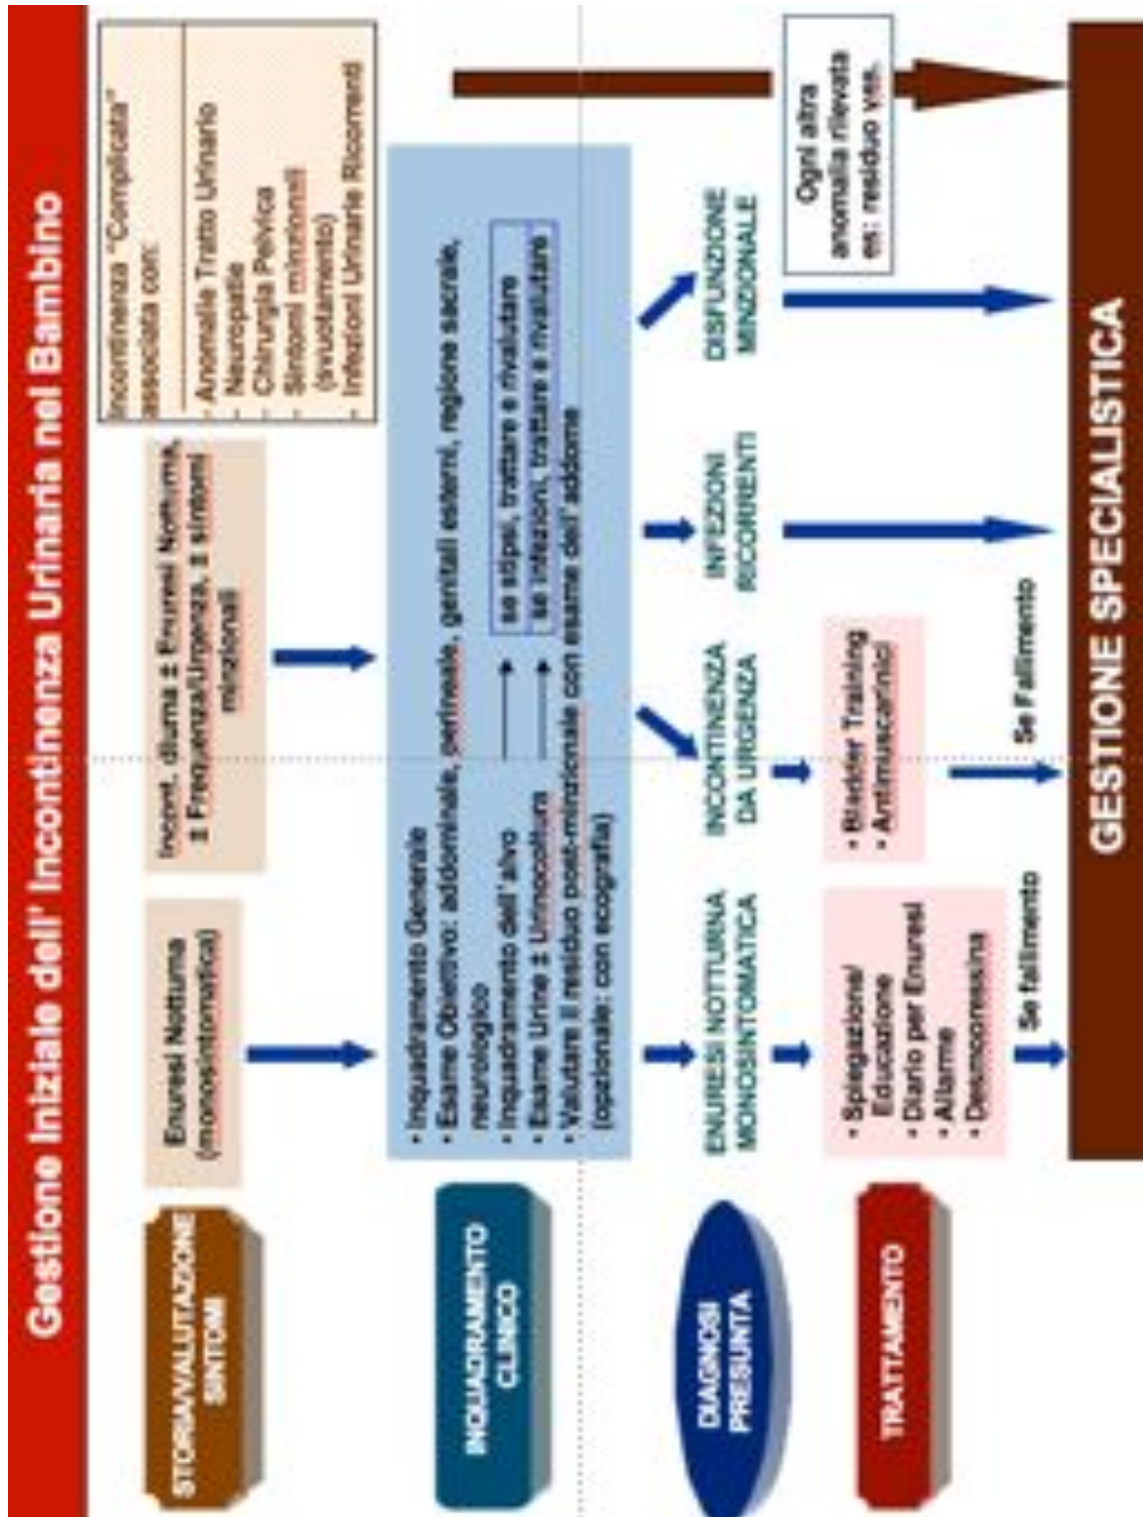 Gestione Iniziale dell' Incontinenza Urinaria nel Bambino
STORIA/VALUTAZIONE
SINTOMI
Enuresi Notturna
(monosintomatica)
Incont. diurna ± Enuresi Notturna,
± Frequenza/Urgenza, ± sintomi
minzionali
Incontinenza "Complicata"
associata con:
- Anomalie Tratto Urinario
- Neuropatie
- Chirurgia Pelvica
- Sintomi minzionali
(svuotamento)
- Infezioni Urinarie Ricorrenti
INQUADRAMENTO
CLINICO
• Inquadramento Generale
• Esame Obiettivo: addominale, perineale, genitali esterni, regione sacrale,
neurologico
• Inquadramento dell'alvo
se stipsi, trattare e rivalutare
• Esame Urine ± Urinocoltura
se infezioni, trattare e rivalutare
• Valutare il residuo post-minzionale con esame dell'addome
(opzionale: con ecografia)
DIAGNOSI
PRESUNTA
ENURESI NOTTURNA
MONOSINTOMATICA
INCONTINENZA
DA URGENZA
INFEZIONI
RICORRENTI
DISFUNZIONE
MINZIONALE
Ogni altra
anomalia rilevata
es: residuo
TRATTAMENTO
• Spiegazione/
Educazione
• Diario per Enuresi
• Allarme
• Desmopressina
• Bladder Training
• Antimuscarinici
Se fallimento
Se Fallimento
GESTIONE SPECIALISTICA